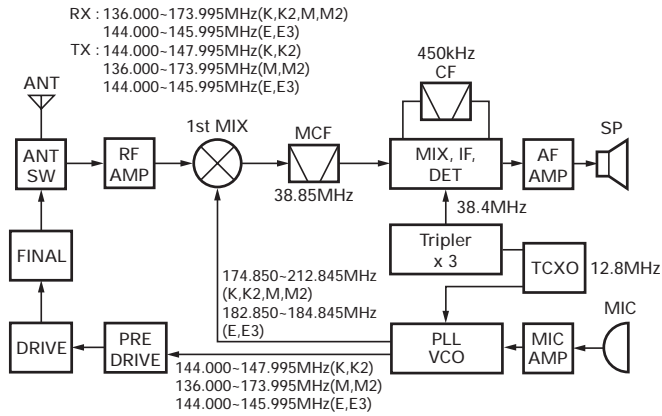 RX : 136.000~173.995MHz(K,K2,M,M2)
144.000~145.995MHz(E,E3)
TX : 144.000~147.995MHz(K,K2)
136.000~173.995MHz(M,M2)
144.000~145.995MHz(E,E3)
450kHz
CF
ANT
1st MIX
MCF
SP
ANT
SW
RF
AMP
MIX, IF,
DET
AF
AMP
38.85MHz
38.4MHz
FINAL
Tripler
x 3
TCXO
12.8MHz
174.850~212.845MHz
(K,K2,M,M2)
182.850~184.845MHz
(E,E3)
MIC
DRIVE
PRE
DRIVE
PLL
VCO
MIC
AMP
144.000~147.995MHz(K,K2)
136.000~173.995MHz(M,M2)
144.000~145.995MHz(E,E3)